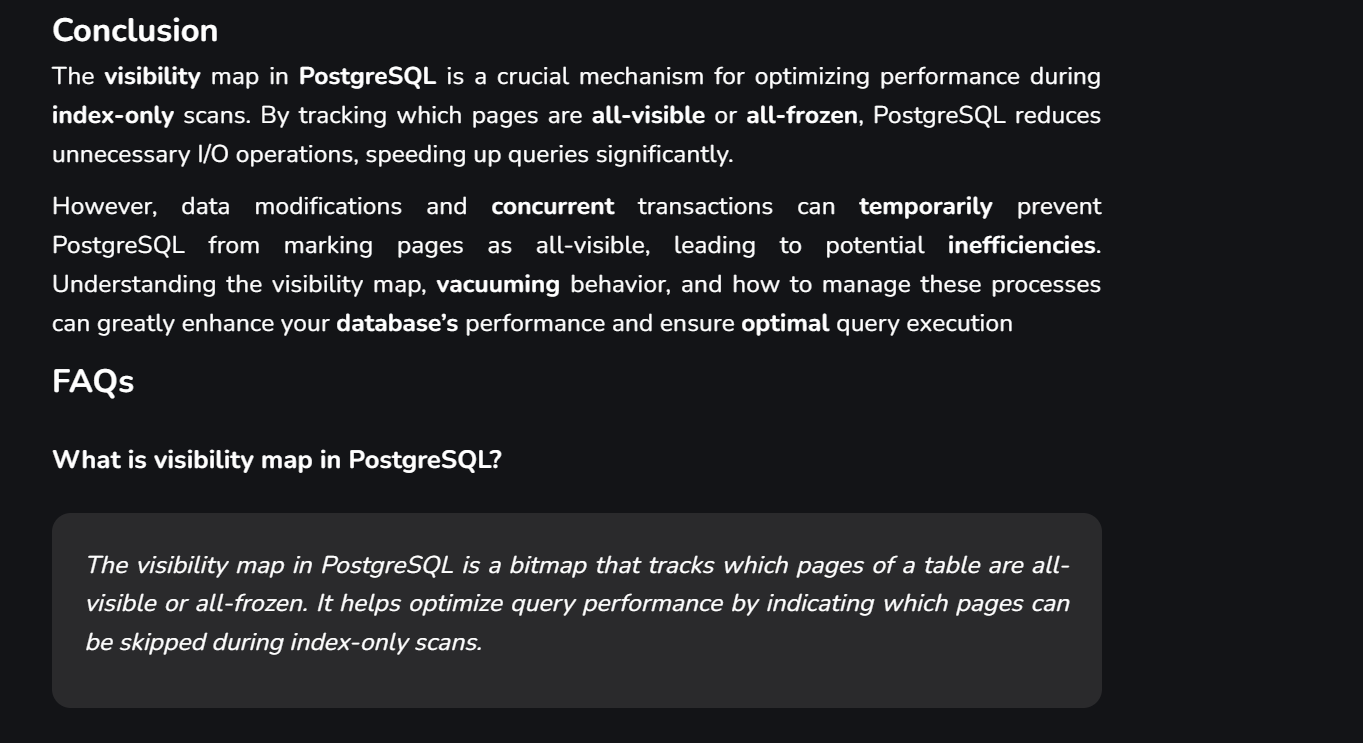 Conclusion
The visibility map in PostgreSQL is a crucial mechanism for optimizing performance during
index-only scans. By tracking which pages are all-visible or all-frozen, PostgreSQL reduces
unnecessary I/O operations, speeding up queries significantly.
However, data modifications and concurrent transactions can temporarily prevent
PostgreSQL from marking pages as all-visible, leading to potential inefficiencies.
Understanding the visibility map, vacuuming behavior, and how to manage these processes
can greatly enhance your database’s performance and ensure optimal query execution
FAQs
What is visibility map in PostgreSQL?
The visibility map in PostgreSQL is a bitmap that tracks which pages of a table are all-
visible or all-frozen. It helps optimize query performance by indicating which pages can
be skipped during index-only scans.